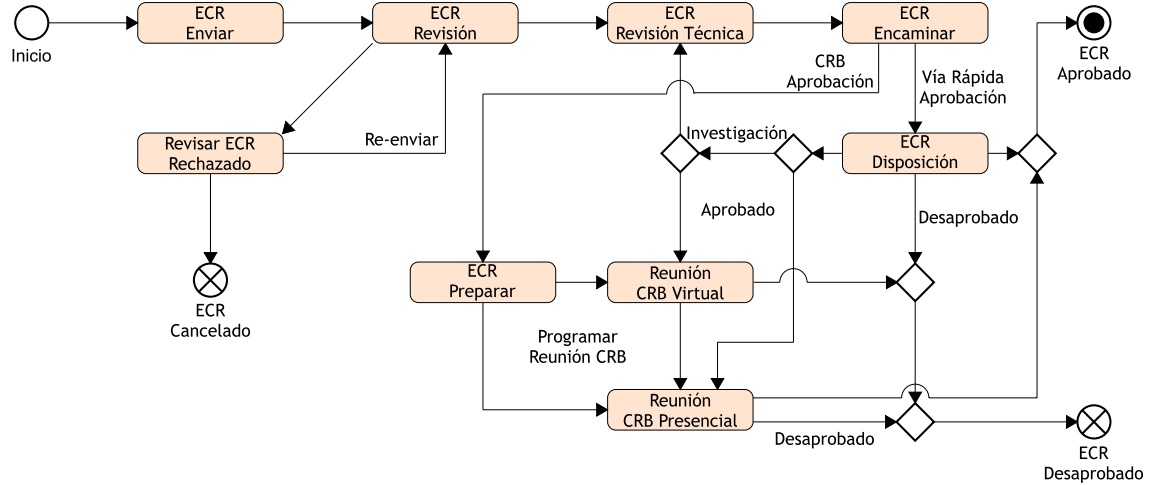 Inicio
ECR
Enviar
ECR
Revisión
ECR
Revisión Técnica
ECR
Encaminar
ECR
Aprobado
CRB
Aprobación
Vía Rápida
Aprobación
Revisar ECR
Rechazado
Re-enviar
Investigación
ECR
Disposición
Aprobado
Desaprobado
ECR
Cancelado
ECR
Preparar
Reunión
CRB Virtual
Programar
Reunión CRB
Reunión
CRB Presencial
Desaprobado
ECR
Desaprobado